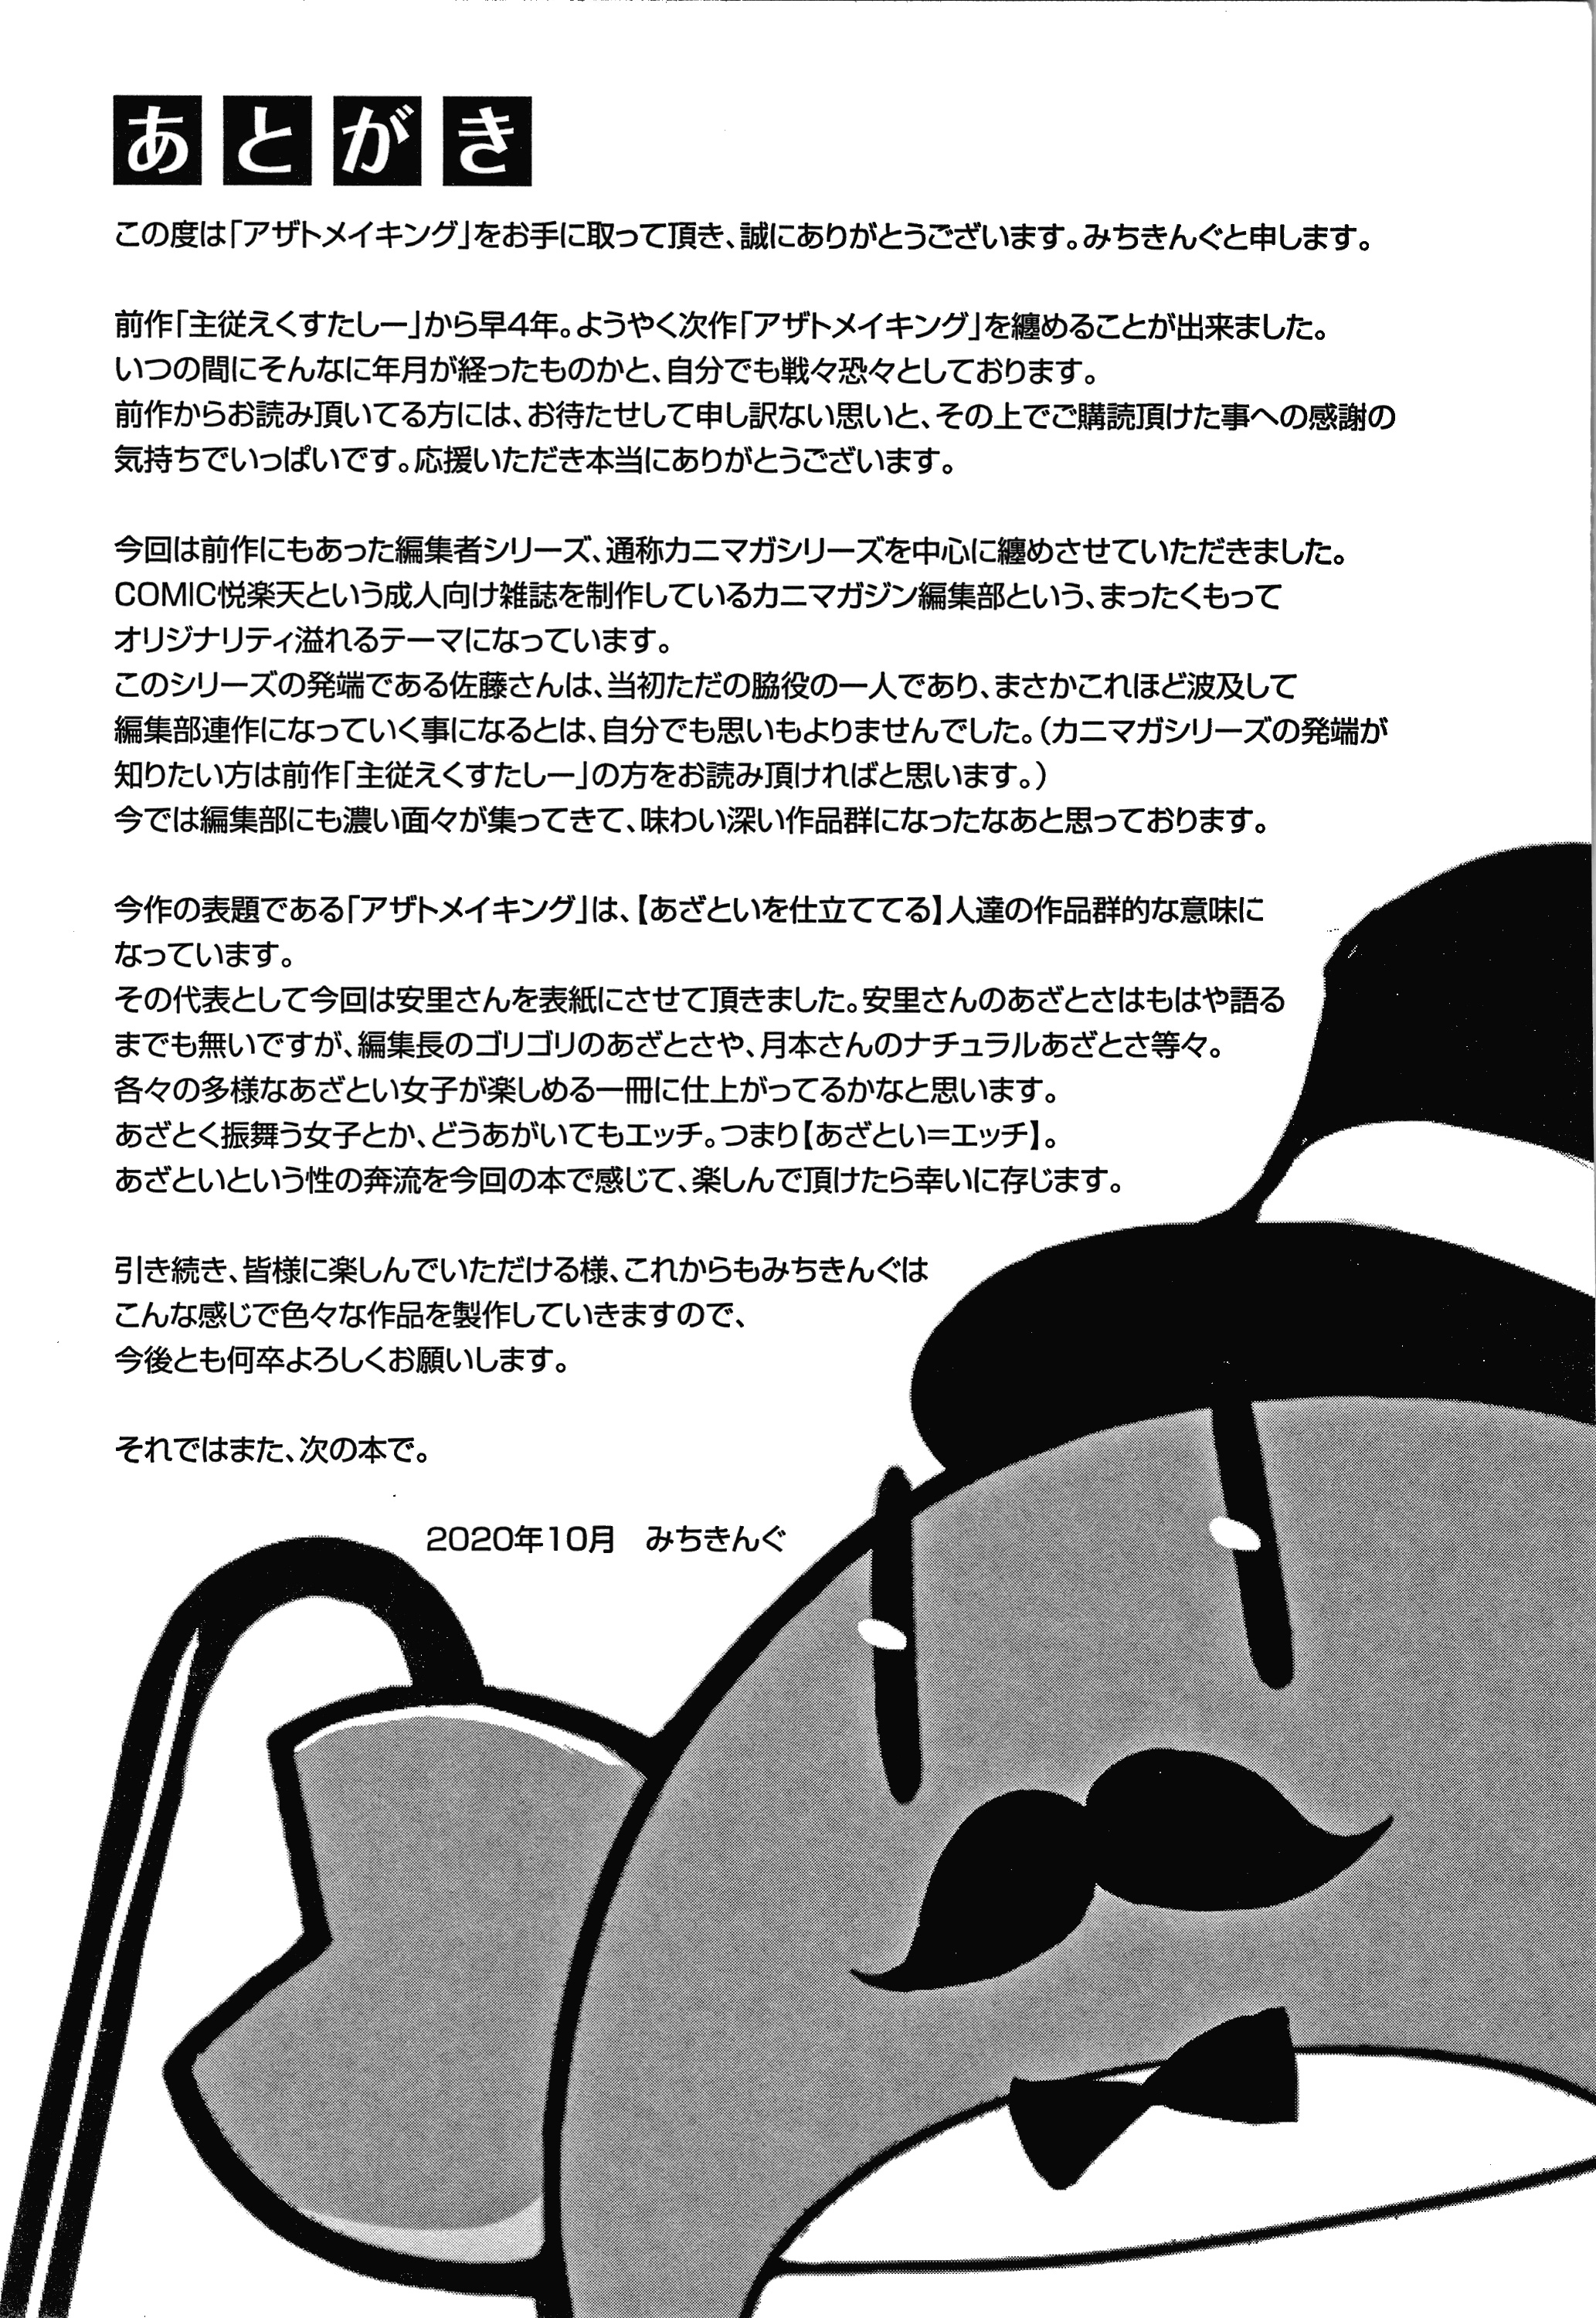 あとがき
この度は「アザトメイキング」をお手に取って頂き、誠にありがとうございます。みちきんぐと申します。
前作「主従えくすたしー」から早4年。ようやく次作「アザトメイキング」を纏めることが出来ました。
いつの間にそんなに年月が経ったものかと、自分でも戦々恐々としております。
前作からお読み頂いてる方には、お待たせして申し訳ない思いと、その上でご購読頂けた事への感謝の
気持ちでいっぱいです。応援いただき本当にありがとうございます。
今回は前作にもあった編集者シリーズ、通称カニマガシリーズを中心に纏めさせていただきました。
COMIC悦楽天という成人向け雑誌を制作しているカニマガジン編集部という、まったくもって
オリジナリティ溢れるテーマになっています。
このシリーズの発端である佐藤さんは、当初ただの脇役の一人であり、まさかこれほど波及して
編集部連作になっていく事になるとは、自分でも思いもよりませんでした。（カニマガシリーズの発端が
知りたい方は前作「主従えくすたしー」の方をお読み頂ければと思います。）
今では編集部にも濃い面々が集ってきて、味わい深い作品群になったなあと思っております。
今作の表題である「アザトメイキング」は、【あざといを仕立ててる】人達の作品群的な意味に
なっています。
その代表として今回は安里さんを表紙にさせて頂きました。安里さんのあざとさはもはや語る
までも無いですが、編集長のゴリゴリのあざとさや、月本さんのナチュラルあざとさ等々。
各々の多様なあざとい女子が楽しめる一冊に仕上がってるかなと思います。
あざとく振舞う女子とか、どうあがいてもエッチ。つまり【あざとい＝エッチ】。
あざといという性の奔流を今回の本で感じて、楽しんで頂けたら幸いに存じます。
引き続き、皆様に楽しんでいただける様、これからもみちきんぐは
こんな感じで色々な作品を製作していきますので、
今後とも何卒よろしくお願いします。
それではまた、次の本で。
2020年10月　みちきんぐ